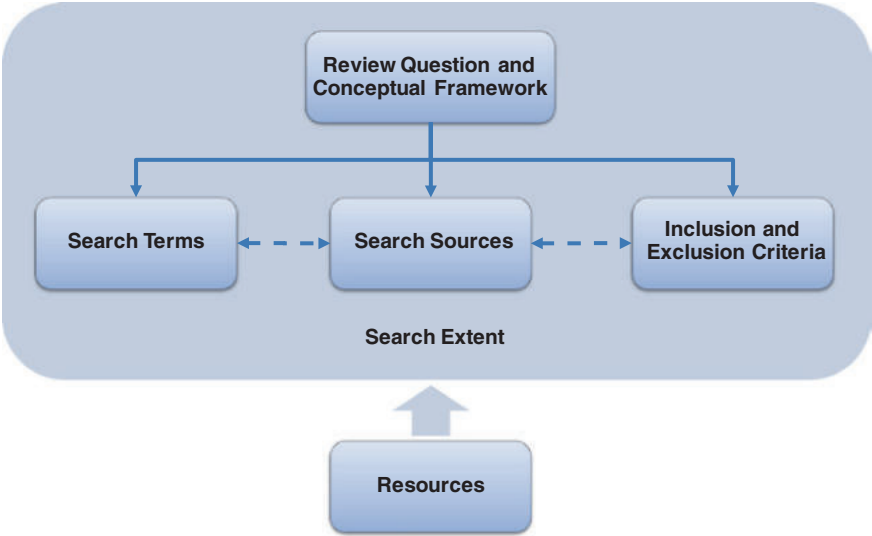 Review Question and
Conceptual Framework
Search Terms
Search Sources
Inclusion and
Exclusion Criteria
Search Extent
Resources